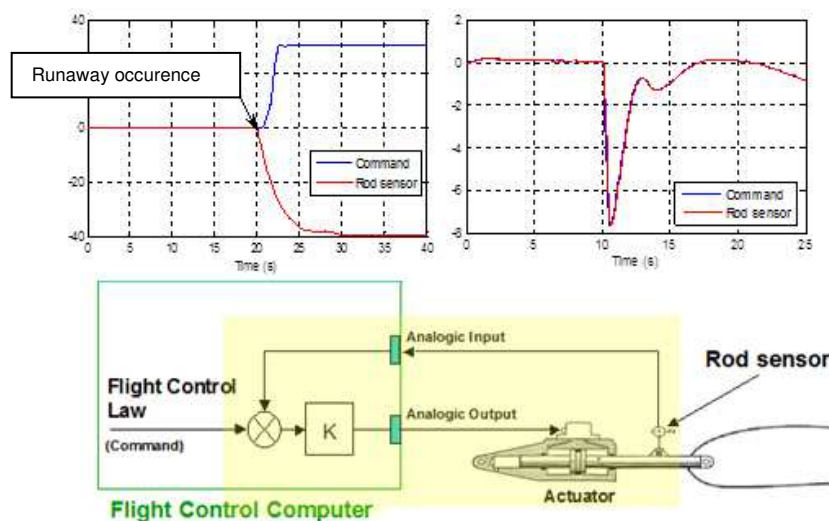 40
20
0
-20
-40
Runaway occurence
Command
Rod sensor
0 5 10 15 20 25 30 35 40
Time (s)
2
0
-2
-4
-6
-8
Command
Rod sensor
0 5 10 15 20 25
Time (s)
Analogic Input
Rod sensor
Flight Control
Law
(Command)
K
Analogic Output
Actuator
Flight Control Computer